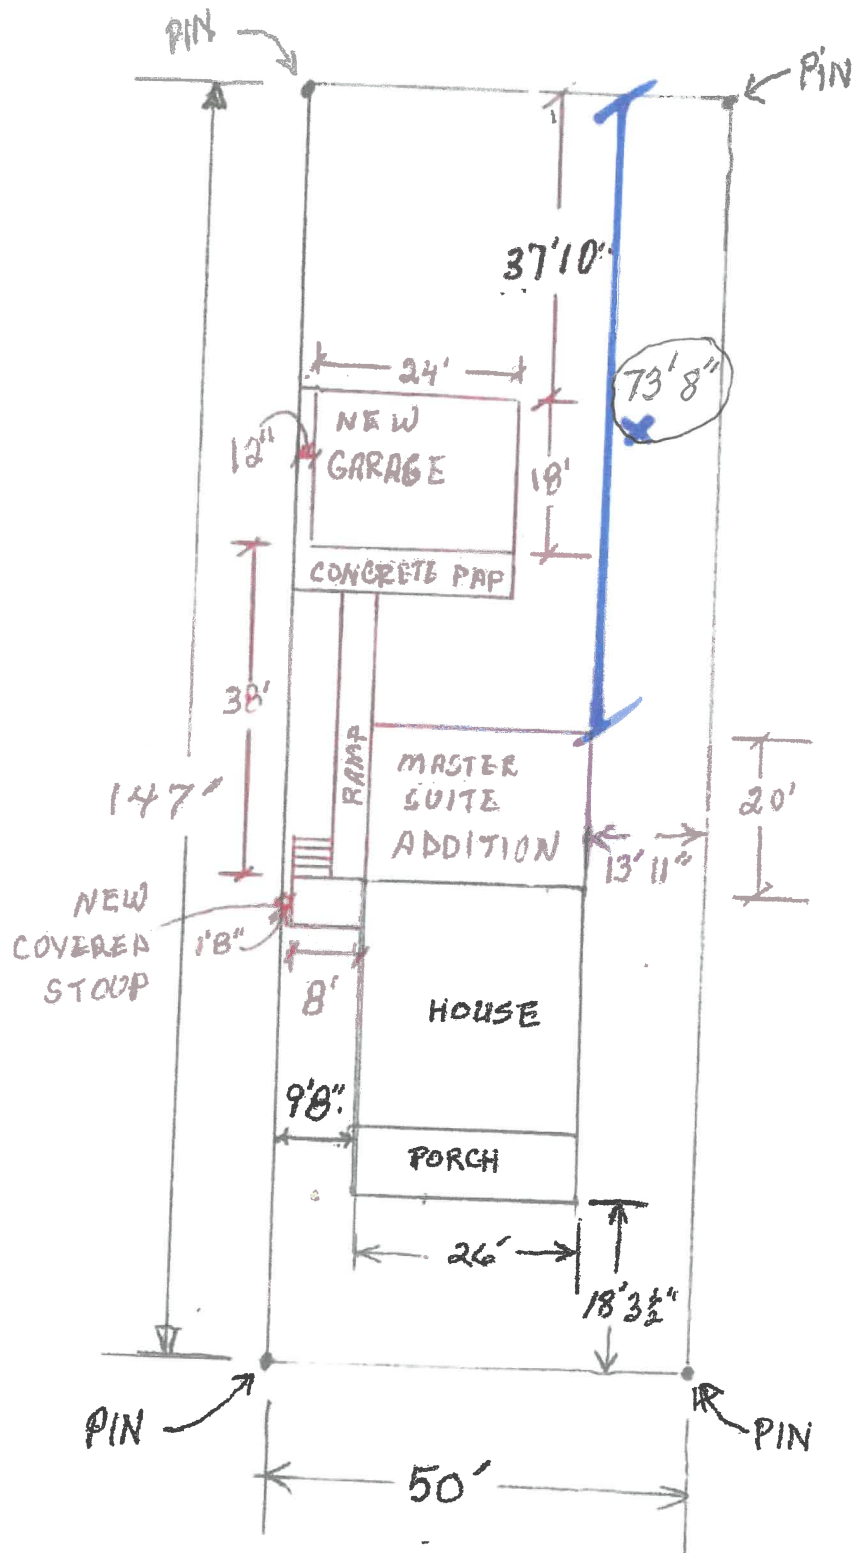 PIN
PIN
37'10"
24'
73'8"
NEW
GARAGE
12"
18'
CONCRETE PAP
38'
RAMP
MASTER
SUITE
ADDITION
147"
20'
13' 11"
NEW
COVERED
STOOP
1'8"
8'
HOUSE
9'8"
PORCH
26'
18'3½"
PIN
PIN
50'